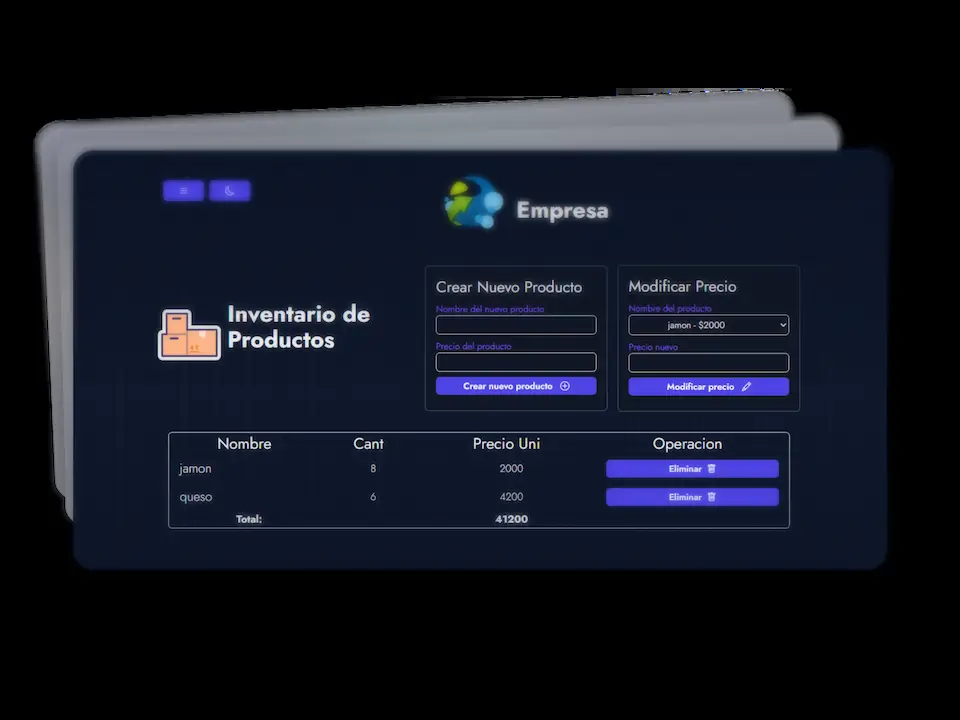 Empresa
Inventario de
Productos
Crear Nuevo Producto
Nombre del nuevo producto
Precio del producto
Crear nuevo producto
Modificar Precio
Nombre del producto
jamon - $2000
Precio nuevo
Modificar precio
Nombre Cant Precio Uni Operacion
jamon 8 2000 Eliminar
queso 6 4200 Eliminar
Total: 41200